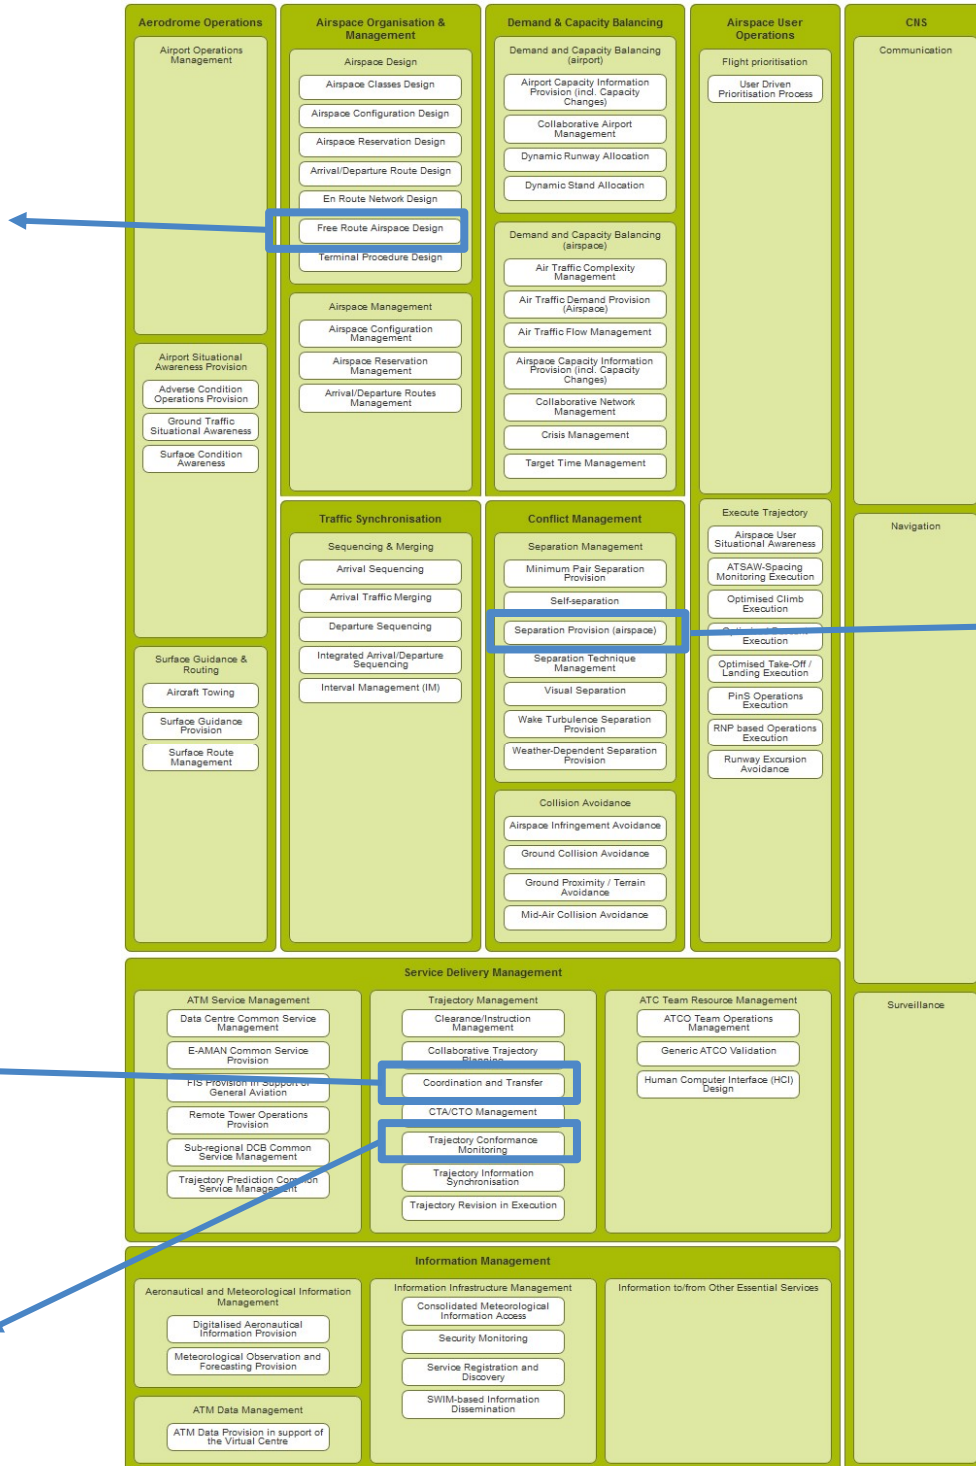 Aerodrome Operations
Airport Operations
Management
Airport Situational
Awareness Provision
Adverse Condition
Operations Provision
Ground Traffic
Situational Awareness
Surface Condition
Awareness
Surface Guidance &
Routing
Aircraft Towing
Surface Guidance
Provision
Surface Route
Management
Airspace Organisation &
Management
Airspace Design
Airspace Classes Design
Airspace Configuration Design
Airspace Reservation Design
Arrival/Departure Route Design
En Route Network Design
Free Route Airspace Design
Terminal Procedure Design
Airspace Management
Airspace Configuration
Management
Airspace Reservation
Management
Arrival/Departure Routes
Management
Demand & Capacity Balancing
Demand and Capacity Balancing
(airport)
Airport Capacity Information
Provision (incl. Capacity
Changes)
Collaborative Airport
Management
Dynamic Runway Allocation
Dynamic Stand Allocation
Demand and Capacity Balancing
(airspace)
Air Traffic Complexity
Management
Air Traffic Demand Provision
(Airspace)
Air Traffic Flow Management
Airspace Capacity Information
Provision (incl. Capacity
Changes)
Collaborative Network
Management
Crisis Management
Target Time Management
Airspace User
Operations
Flight prioritisation
User Driven
Prioritisation Process
Execute Trajectory
Airspace User
Situational Awareness
ATSAW-Spacing
Monitoring Execution
Optimised Climb
Execution
Execution
Optimised Take-Off /
Landing Execution
PinS Operations
Execution
RNP based Operations
Execution
Runway Excursion
Avoidance
CNS
Communication
Navigation
Surveillance
Traffic Synchronisation
Sequencing & Merging
Arrival Sequencing
Arrival Traffic Merging
Departure Sequencing
Integrated Arrival/Departure
Sequencing
Interval Management (IM)
Conflict Management
Separation Management
Minimum Pair Separation
Provision
Self-separation
Separation Provision (airspace)
Separation Technique
Management
Visual Separation
Wake Turbulence Separation
Provision
Weather-Dependent Separation
Provision
Collision Avoidance
Airspace Infringement Avoidance
Ground Collision Avoidance
Ground Proximity / Terrain
Avoidance
Mid-Air Collision Avoidance
Service Delivery Management
ATM Service Management
Data Centre Common Service
Management
E-AMAN Common Service
Provision
FIS Provision in Support of
General Aviation
Remote Tower Operations
Provision
Sub-regional DCB Common
Service Management
Trajectory Prediction Common
Service Management
Trajectory Management
Clearance/Instruction
Management
Collaborative Trajectory
Planning
Coordination and Transfer
CTA/CTO Management
Trajectory Conformance
Monitoring
Trajectory Information
Synchronisation
Trajectory Revision in Execution
ATC Team Resource Management
ATCO Team Operations
Management
Generic ATCO Validation
Human Computer Interface (HCI)
Design
Information Management
Aeronautical and Meteorological Information
Management
Digitalised Aeronautical
Information Provision
Meteorological Observation and
Forecasting Provision
ATM Data Management
ATM Data Provision in support of
the Virtual Centre
Information Infrastructure Management
Consolidated Meteorological
Information Access
Security Monitoring
Service Registration and
Discovery
SWIM-based Information
Dissemination
Information to/from Other Essential Services